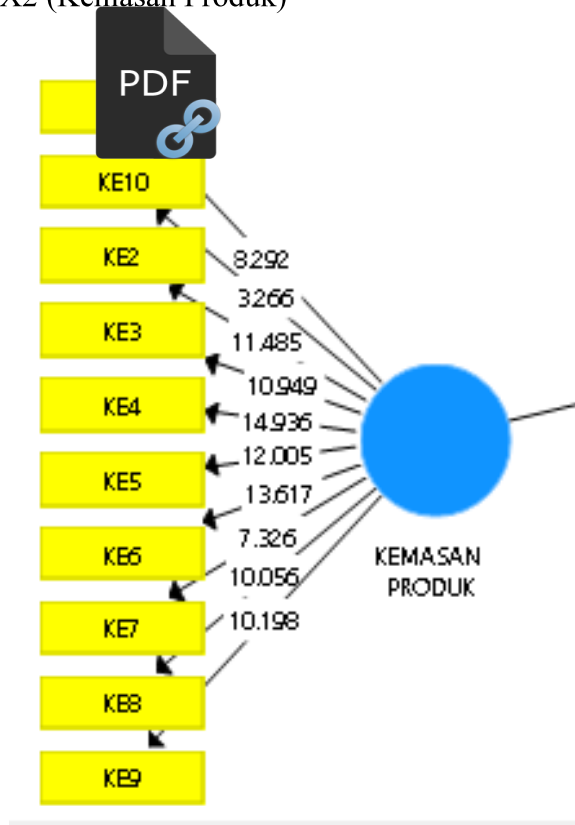 X2 (Kemasan Produk)
PDF
KE10
KE2
KE3
KE4
KE5
KE6
KE7
KE8
KE9
8.292
3.266
11.485
10.949
14.936
12.005
13.617
7.326
10.056
10.198
KEMASAN
PRODUK